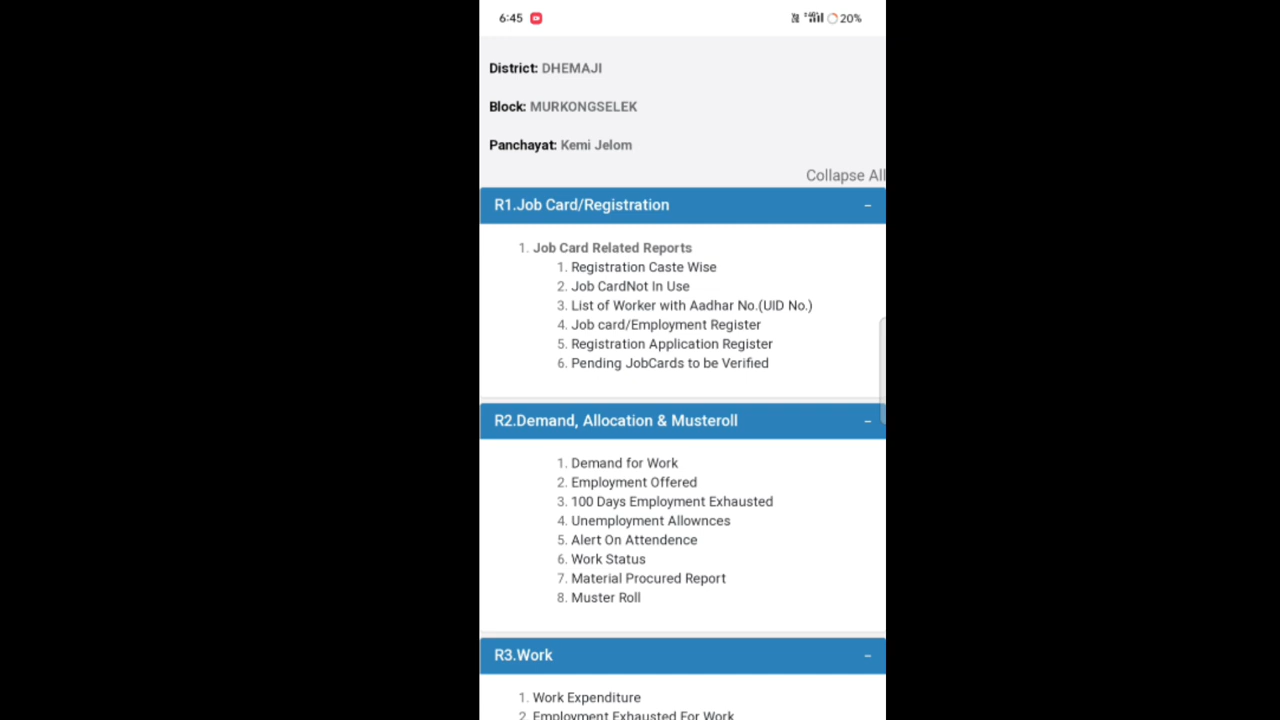 6:45 20%
District: DHEMAJI
Block: MURKONGSELEK
Panchayat: Kemi Jelom
Collapse All
R1.Job Card/Registration −
1. Job Card Related Reports
1. Registration Caste Wise
2. Job CardNot In Use
3. List of Worker with Aadhar No.(UID No.)
4. Job card/Employment Register
5. Registration Application Register
6. Pending JobCards to be Verified
R2.Demand, Allocation & Musteroll −
1. Demand for Work
2. Employment Offered
3. 100 Days Employment Exhausted
4. Unemployment Allownces
5. Alert On Attendence
6. Work Status
7. Material Procured Report
8. Muster Roll
R3.Work −
1. Work Expenditure
2. Employment Exhausted For Work